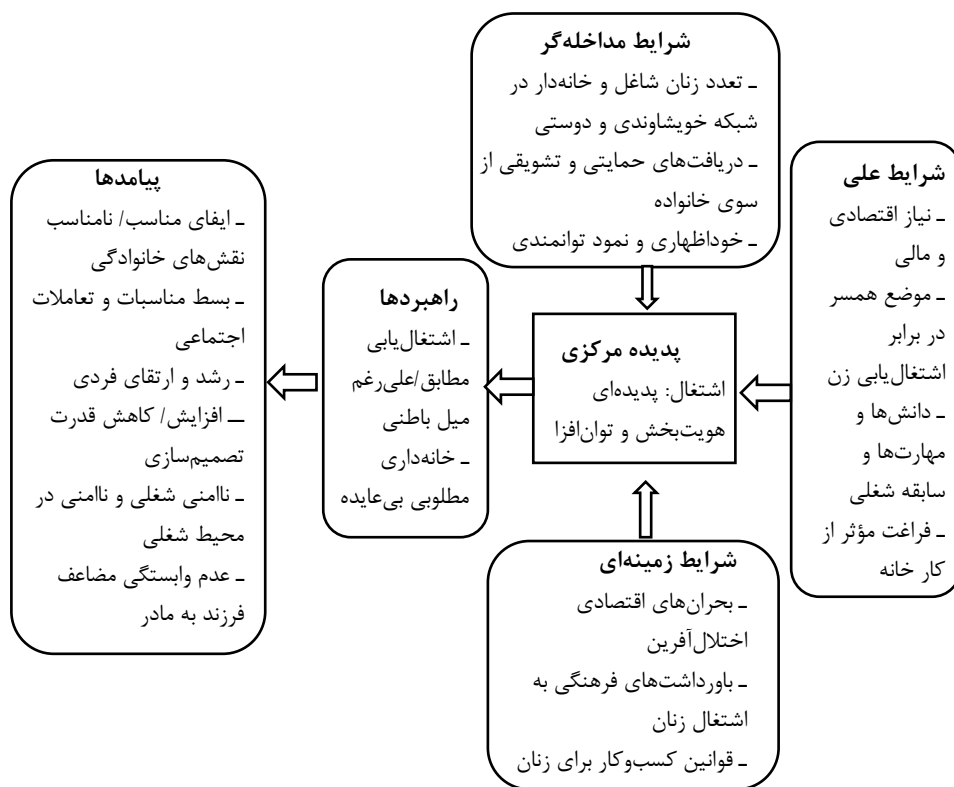 شرایط مداخله‌گر
ـ تعدد زنان شاغل و خانه‌دار در
شبکه خویشاوندی و دوستی
ـ دریافت‌های حمایتی و تشویقی از
سوی خانواده
ـ خوداظهاری و نمود توانمندی
شرایط علی
ـ نیاز اقتصادی
و مالی
ـ موضع همسر
در برابر
اشتغال‌یابی زن
ـ دانش‌ها و
مهارت‌ها و
سابقه شغلی
ـ فراغت مؤثر از
کار خانه
پدیده مرکزی
اشتغال: پدیده‌ای
هویت‌بخش و توان‌افزا
شرایط زمینه‌ای
ـ بحران‌های اقتصادی
اختلال‌آفرین
ـ باورداشت‌های فرهنگی به
اشتغال زنان
ـ قوانین کسب‌وکار برای زنان
راهبردها
ـ اشتغال‌یابی
مطابق/علی‌رغم
میل باطنی
ـ خانه‌داری
مطلوبی بی‌عایده
پیامدها
ـ ایفای مناسب/ نامناسب
نقش‌های خانوادگی
ـ بسط مناسبات و تعاملات
اجتماعی
ـ رشد و ارتقای فردی
ـــ افزایش/ کاهش قدرت
تصمیم‌سازی
ـ ناامنی شغلی و ناامنی در
محیط شغلی
ـ عدم وابستگی مضاعف
فرزند به مادر